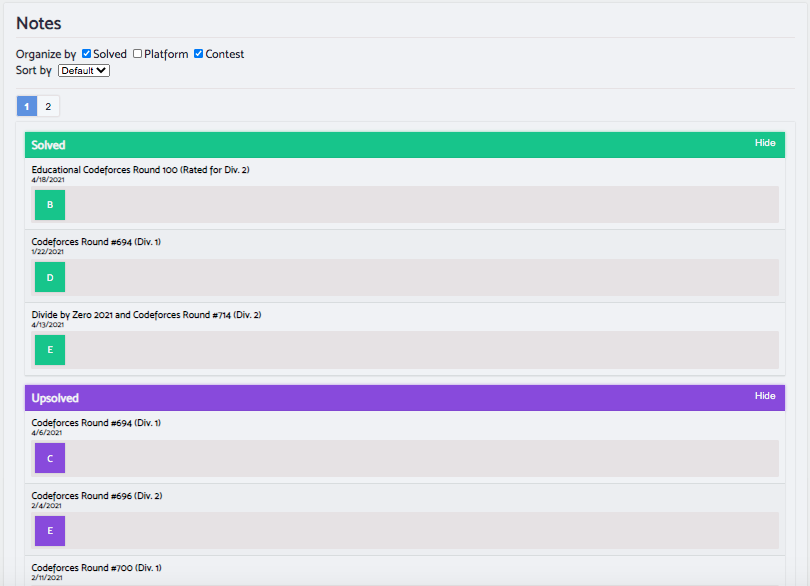 Notes
Organize by Solved Platform Contest
Sort by Default
1 2
Solved Hide
Educational Codeforces Round 100 (Rated for Div. 2)
4/18/2021
B
Codeforces Round #694 (Div. 1)
1/22/2021
D
Divide by Zero 2021 and Codeforces Round #714 (Div. 2)
4/13/2021
E
Upsolved Hide
Codeforces Round #694 (Div. 1)
4/6/2021
C
Codeforces Round #696 (Div. 2)
2/4/2021
E
Codeforces Round #700 (Div. 1)
2/11/2021